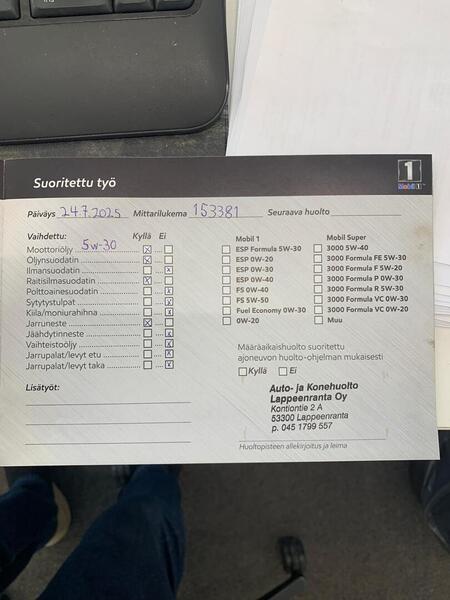 Suoritettu työ
1
Mobil 1™
Päiväys 24.7.2025 Mittarilukema 153381 Seuraava huolto
Vaihdettu: Kyllä Ei
Moottoriöljy 5W-30
Öljynsuodatin
Ilmansuodatin
Raitisilmasuodatin
Polttoainesuodatin
Sytytystulpat
Kiila/moniurahihna
Jarruneste
Jäähdytinneste
Vaihteistoöljy
Jarrupalat/levyt etu
Jarrupalat/levyt taka
Lisätyöt:
Mobil 1
ESP Formula 5W-30
ESP 0W-20
ESP 0W-30
ESP 0W-40
FS 0W-40
FS 5W-50
Fuel Economy 0W-30
0W-20
Mobil Super
3000 5W-40
3000 Formula FE 5W-30
3000 Formula F 5W-20
3000 Formula P 0W-30
3000 Formula R 5W-30
3000 Formula VC 0W-30
3000 Formula VC 0W-20
Muu
Määräaikaishuolto suoritettu
ajoneuvon huolto-ohjelman mukaisesti
Kyllä Ei
Auto- ja Konehuolto
Lappeenranta Oy
Kontiontie 2 A
53300 Lappeenranta
p. 045 1799 557
Huoltopisteen allekirjoitus ja leima